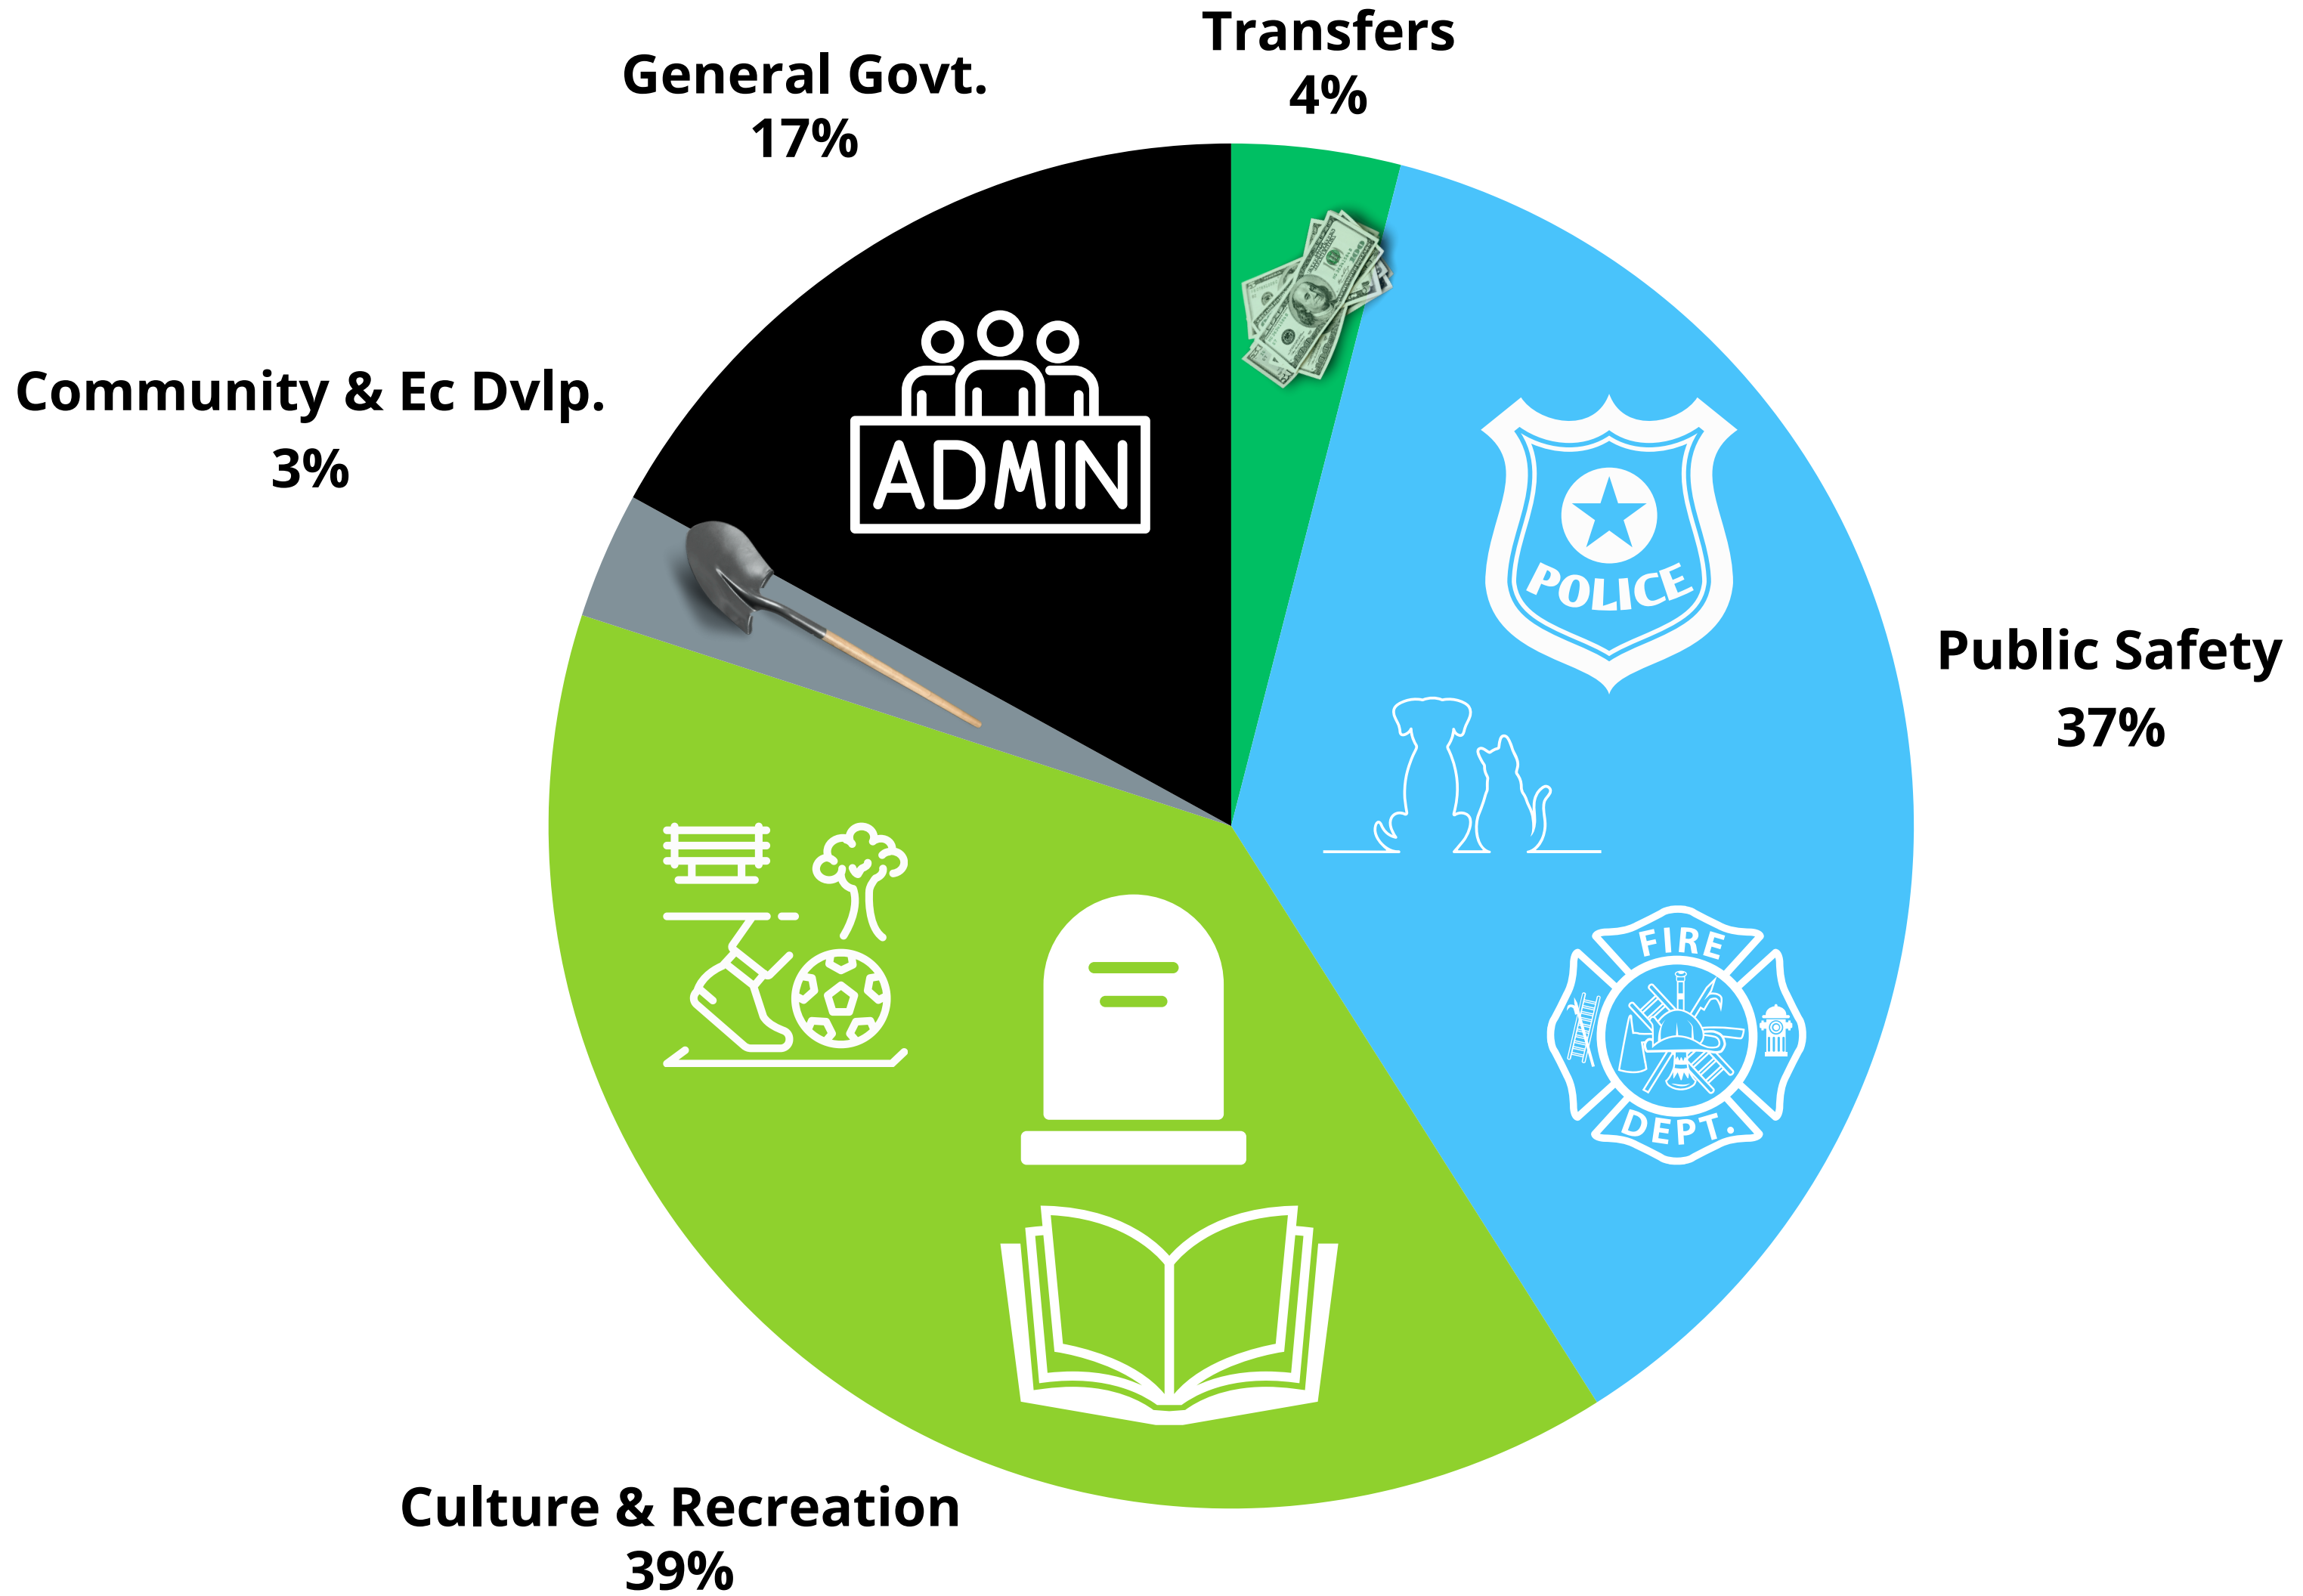 Transfers
4%
General Govt.
17%
Community & Ec Dvlp.
3%
ADMIN
POLICE
Public Safety
37%
FIRE
DEPT.
Culture & Recreation
39%